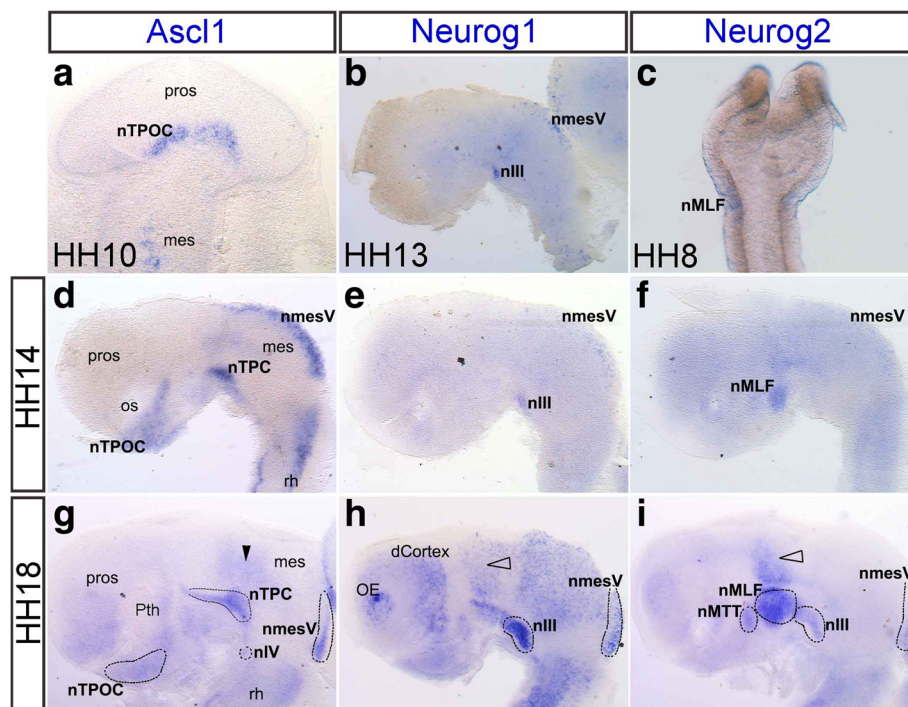 Ascl1
Neurog1
Neurog2
a
pros
nTPOC
mes
HH10
b
nmesV
nIII
HH13
c
nMLF
HH8
HH14
d
nmesV
pros
mes
nTPC
os
nTPOC
rh
e
nmesV
nIII
f
nmesV
nMLF
HH18
g
mes
pros
nTPC
Pth
nmesV
nIV
nTPOC
rh
h
dCortex
OE
nmesV
nIII
i
nmesV
nMLF
nMTT
nIII